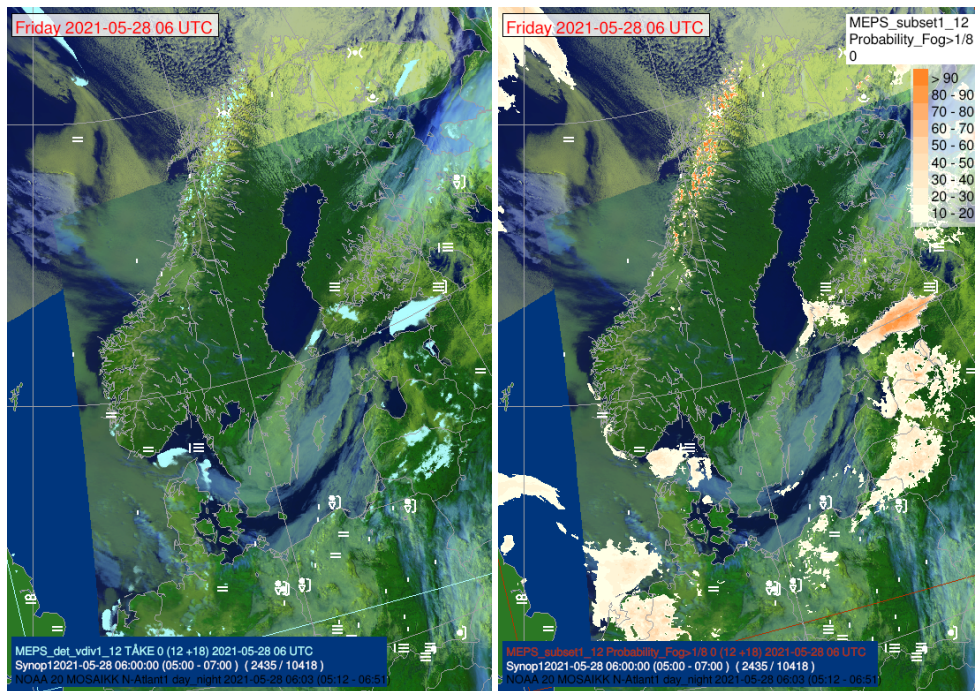 Friday 2021-05-28 06 UTC
MEPS_det_vdiv1_12 TÅKE 0 (12 +18) 2021-05-28 06 UTC
Synop12021-05-28 06:00:00 (05:00 - 07:00) ( 2435 / 10418 )
NOAA 20 MOSAIKK N-Atlant1 day_night 2021-05-28 06:03 (05:12 - 06:51)
Friday 2021-05-28 06 UTC
MEPS_subset1_12
Probability_Fog>1/8
0
> 90
80 - 90
70 - 80
60 - 70
50 - 60
40 - 50
30 - 40
20 - 30
10 - 20
MEPS_subset1_12 Probability_Fog>1/8 0 (12 +18) 2021-05-28 06 UTC
Synop12021-05-28 06:00:00 (05:00 - 07:00) ( 2435 / 10418 )
NOAA 20 MOSAIKK N-Atlant1 day_night 2021-05-28 06:03 (05:12 - 06:51)